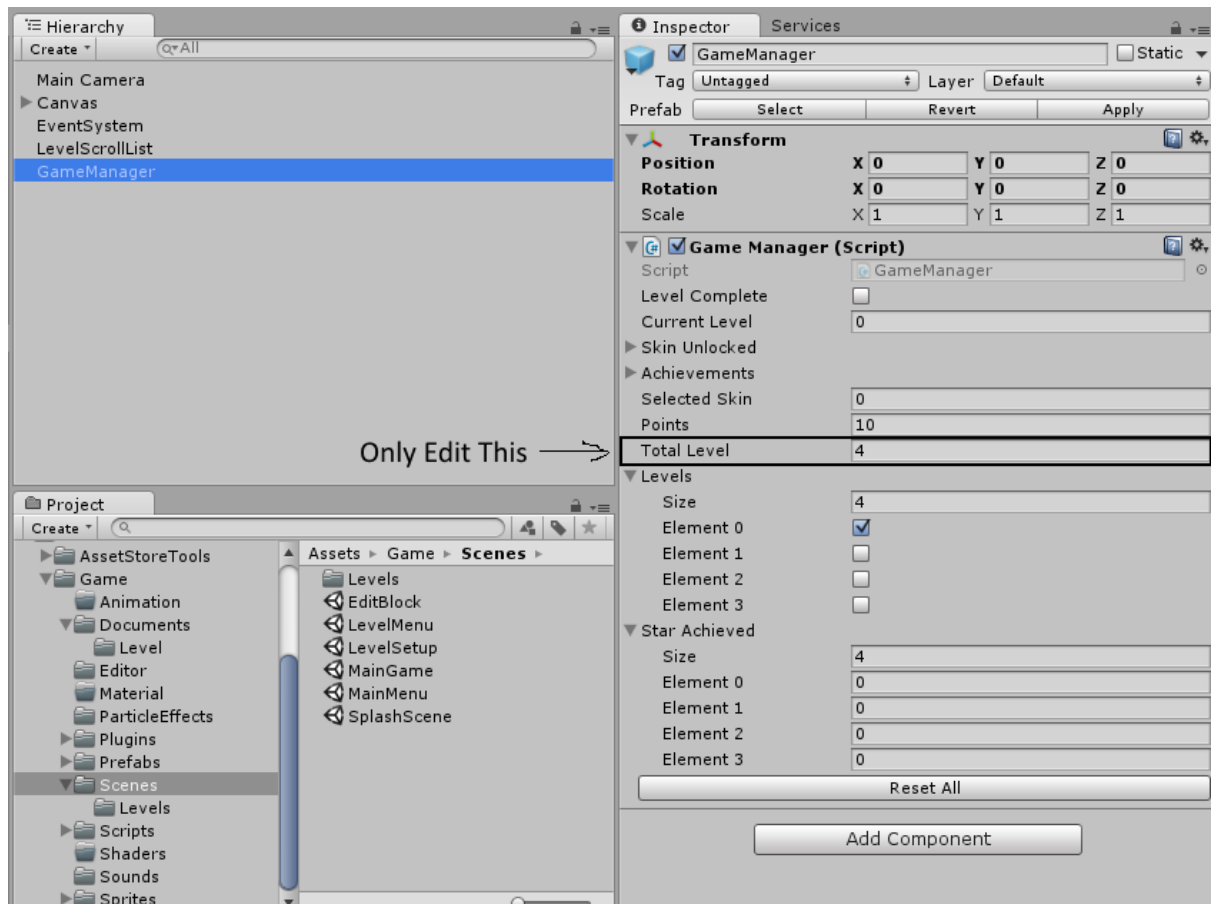 Hierarchy
Create
All
Main Camera
Canvas
EventSystem
LevelScrollList
GameManager
Only Edit This
Project
Create
AssetStoreTools
Game
Animation
Documents
Level
Editor
Material
ParticleEffects
Plugins
Prefabs
Scenes
Levels
Scripts
Shaders
Sounds
Sprites
Assets Game Scenes
Levels
EditBlock
LevelMenu
LevelSetup
MainGame
MainMenu
SplashScene
Inspector Services
GameManager Static
Tag Untagged Layer Default
Prefab Select Revert Apply
Transform
Position X 0 Y 0 Z 0
Rotation X 0 Y 0 Z 0
Scale X 1 Y 1 Z 1
Game Manager (Script)
Script GameManager
Level Complete
Current Level 0
Skin Unlocked
Achievements
Selected Skin 0
Points 10
Total Level 4
Levels
Size 4
Element 0
Element 1
Element 2
Element 3
Star Achieved
Size 4
Element 0 0
Element 1 0
Element 2 0
Element 3 0
Reset All
Add Component